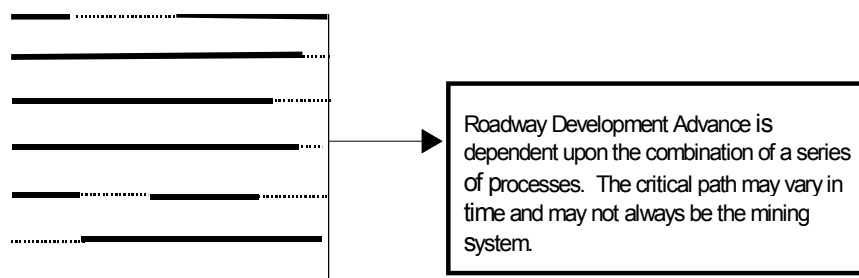 Roadway Development Advance is
dependent upon the combination of a series
of processes. The critical path may vary in
time and may not always be the mining
system.